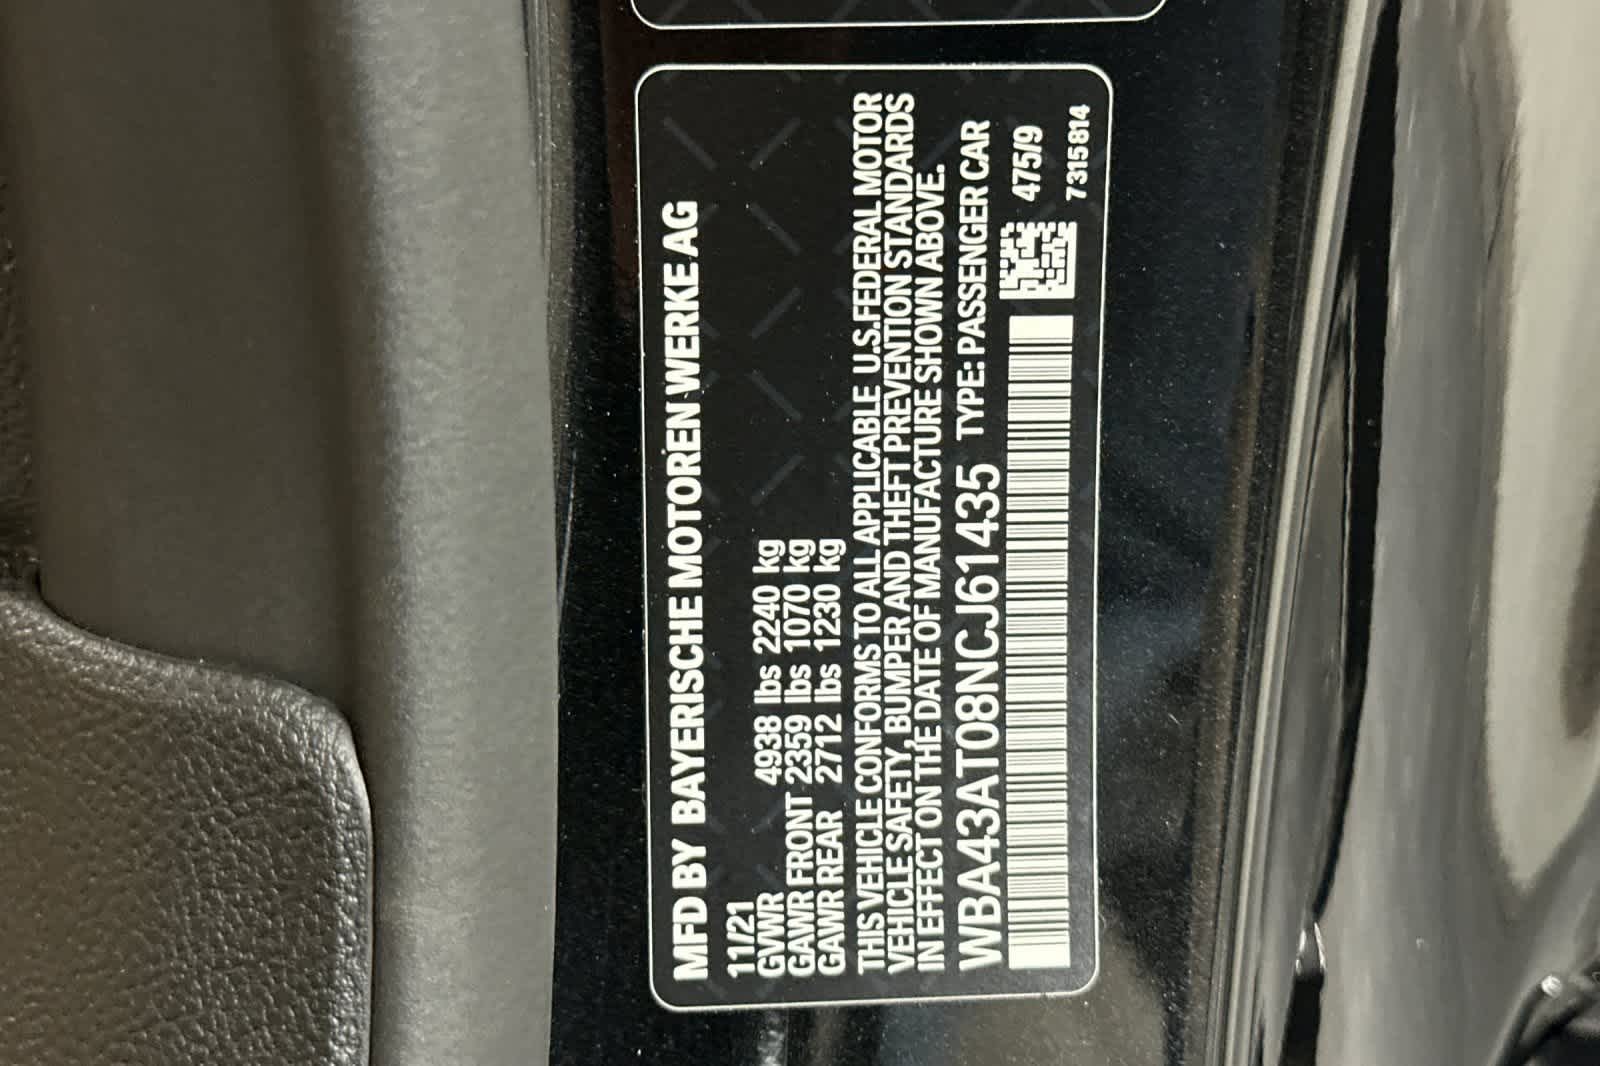 MFD BY BAYERISCHE MOTOREN WERKE AG
11/21
GVWR 4938 lbs 2240 kg
GAWR FRONT 2359 lbs 1070 kg
GAWR REAR 2712 lbs 1230 kg
THIS VEHICLE CONFORMS TO ALL APPLICABLE U.S.FEDERAL MOTOR
VEHICLE SAFETY, BUMPER AND THEFT PREVENTION STANDARDS
IN EFFECT ON THE DATE OF MANUFACTURE SHOWN ABOVE.
WBA43AT08NCJ61435 TYPE: PASSENGER CAR
475/9
7315814